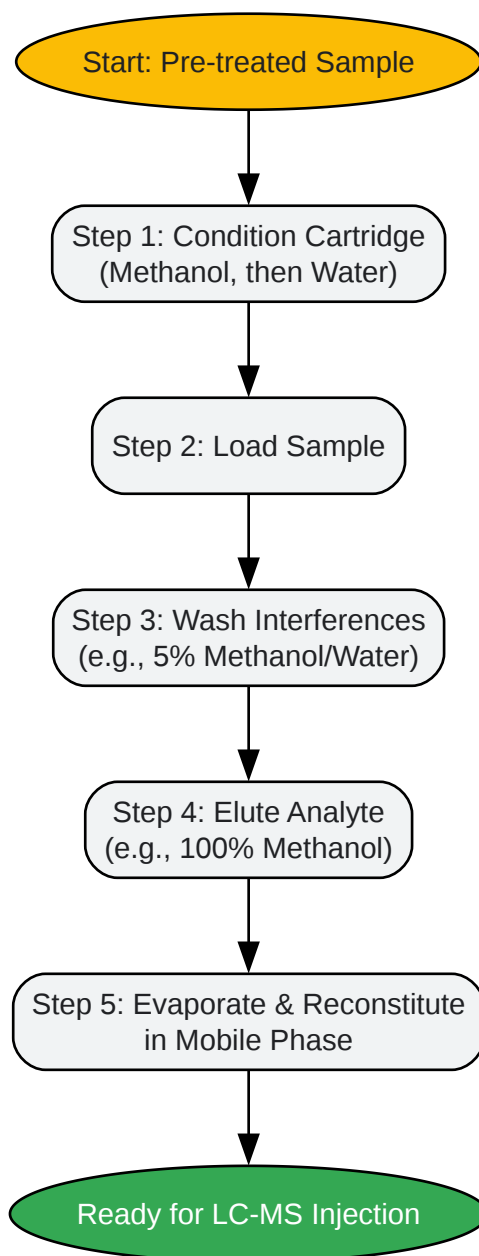 Start: Pre-treated Sample
Step 1: Condition Cartridge
(Methanol, then Water)
Step 2: Load Sample
Step 3: Wash Interferences
(e.g., 5% Methanol/Water)
Step 4: Elute Analyte
(e.g., 100% Methanol)
Step 5: Evaporate & Reconstitute
in Mobile Phase
Ready for LC-MS Injection